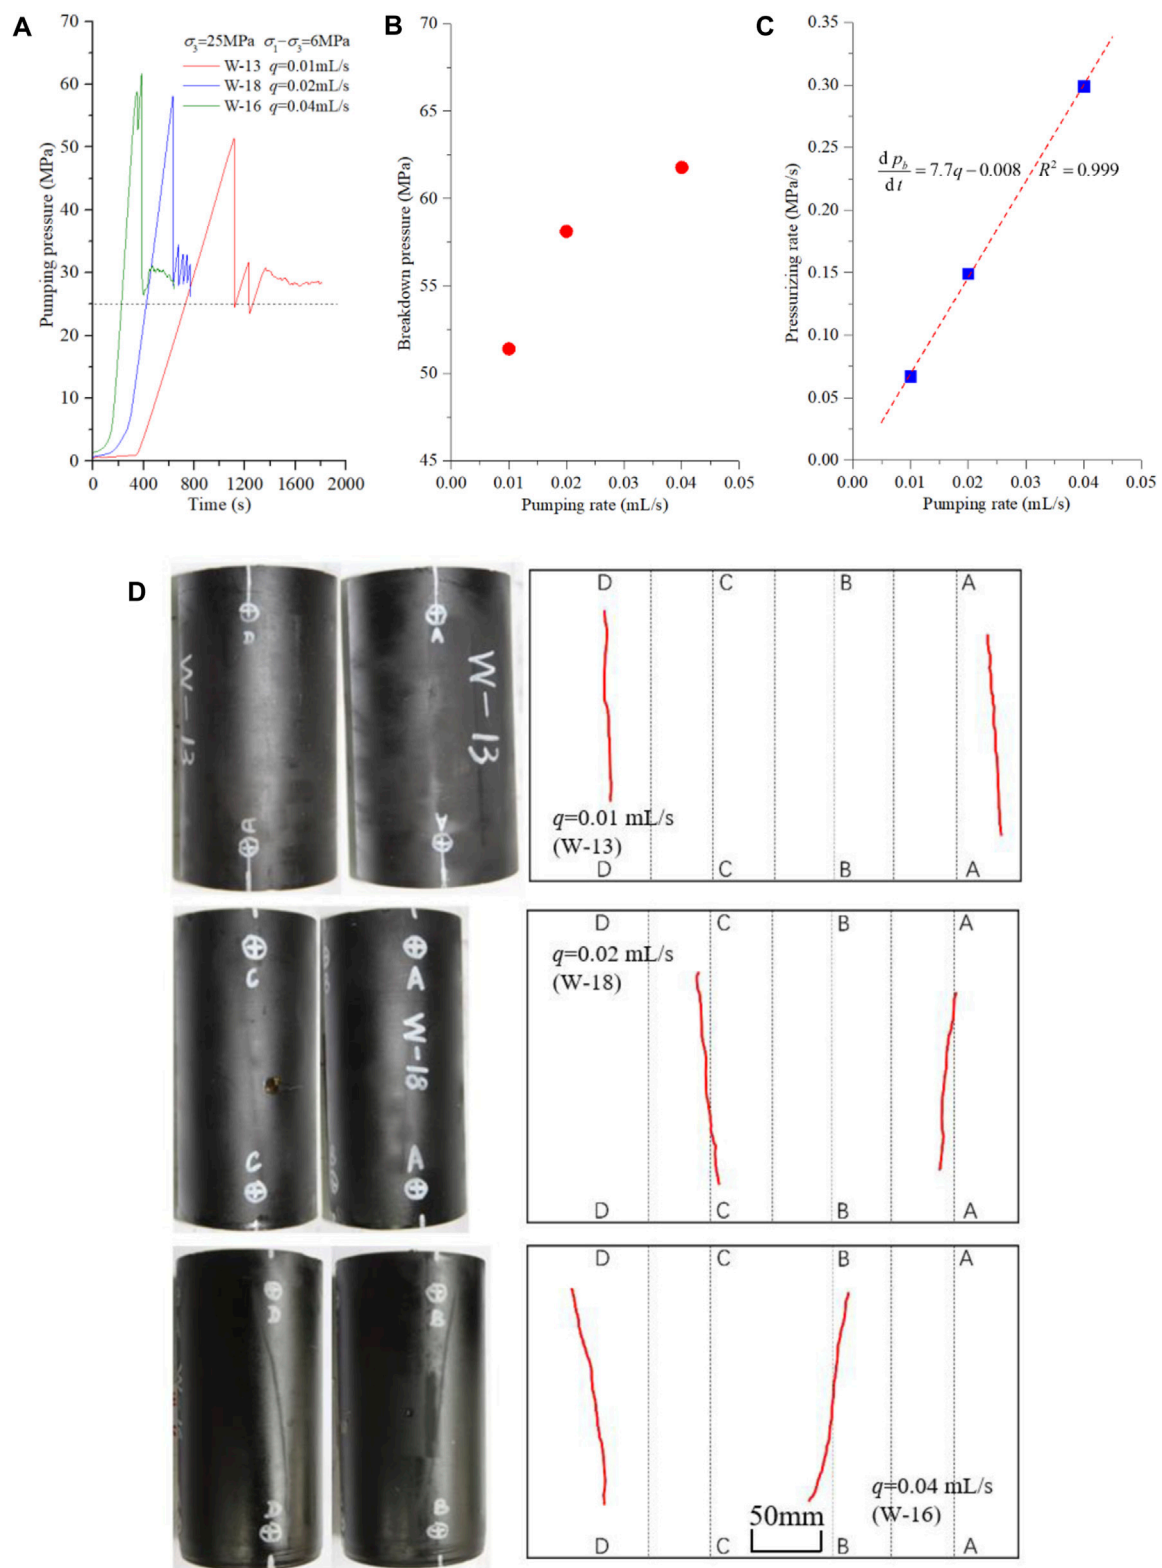 A
70
60
50
40
30
20
10
0
Pumping pressure (MPa)
σ3=25MPa σ1−σ3=6MPa
W-13 q=0.01mL/s
W-18 q=0.02mL/s
W-16 q=0.04mL/s
0 400 800 1200 1600 2000
Time (s)
B
70
65
60
55
50
45
Breakdown pressure (MPa)
0.00 0.01 0.02 0.03 0.04 0.05
Pumping rate (mL/s)
C
0.35
0.30
0.25
0.20
0.15
0.10
0.05
0.00
Pressurizing rate (MPa/s)
d pb / d t = 7.7q − 0.008 R² = 0.999
0.00 0.01 0.02 0.03 0.04 0.05
Pumping rate (mL/s)
D
D
W-13
A
W-13
A
D C B A
q=0.01 mL/s
(W-13)
D C B A
C
C
A
W-18
A
D C B A
q=0.02 mL/s
(W-18)
D C B A
D
D
B
B
D C B A
q=0.04 mL/s
(W-16)
50mm
D C B A